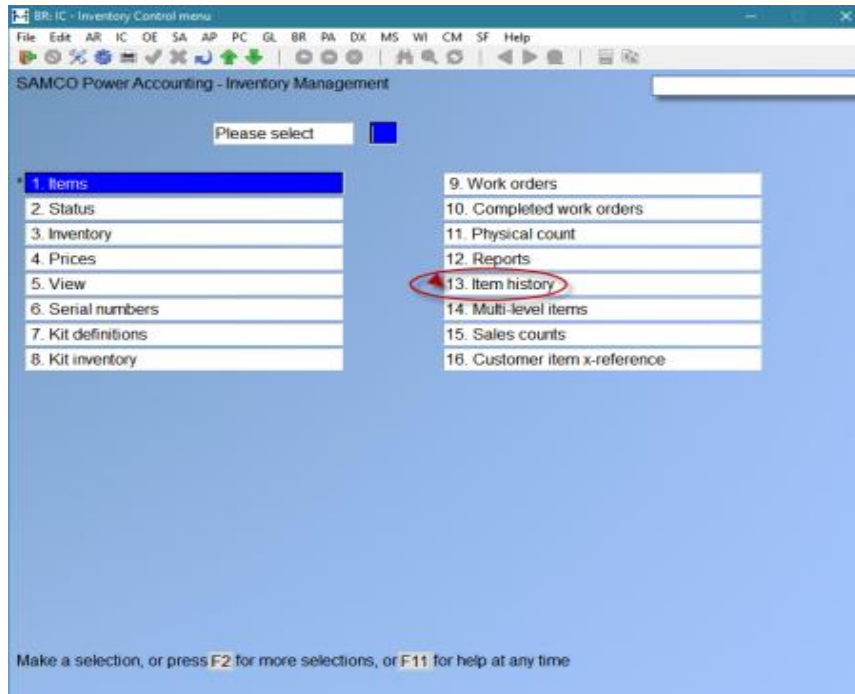 BR: IC - Inventory Control menu
File Edit AR IC OE SA AP PC GL BR PA DX MS WI CM SF Help
SAMCO Power Accounting - Inventory Management
Please select
1. Items
2. Status
3. Inventory
4. Prices
5. View
6. Serial numbers
7. Kit definitions
8. Kit inventory
9. Work orders
10. Completed work orders
11. Physical count
12. Reports
13. Item history
14. Multi-level items
15. Sales counts
16. Customer item x-reference
Make a selection, or press F2 for more selections, or F11 for help at any time